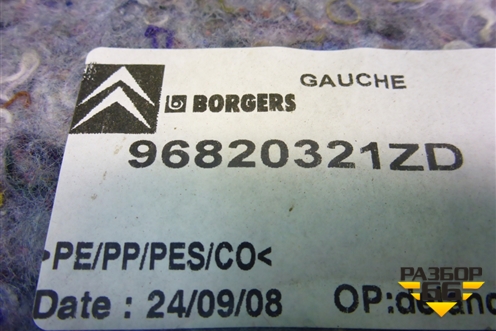 GAUCHE
BORGERS
96820321ZD
>PE/PP/PES/CO<
Date : 24/09/08 OP:
РАЗБОР
66